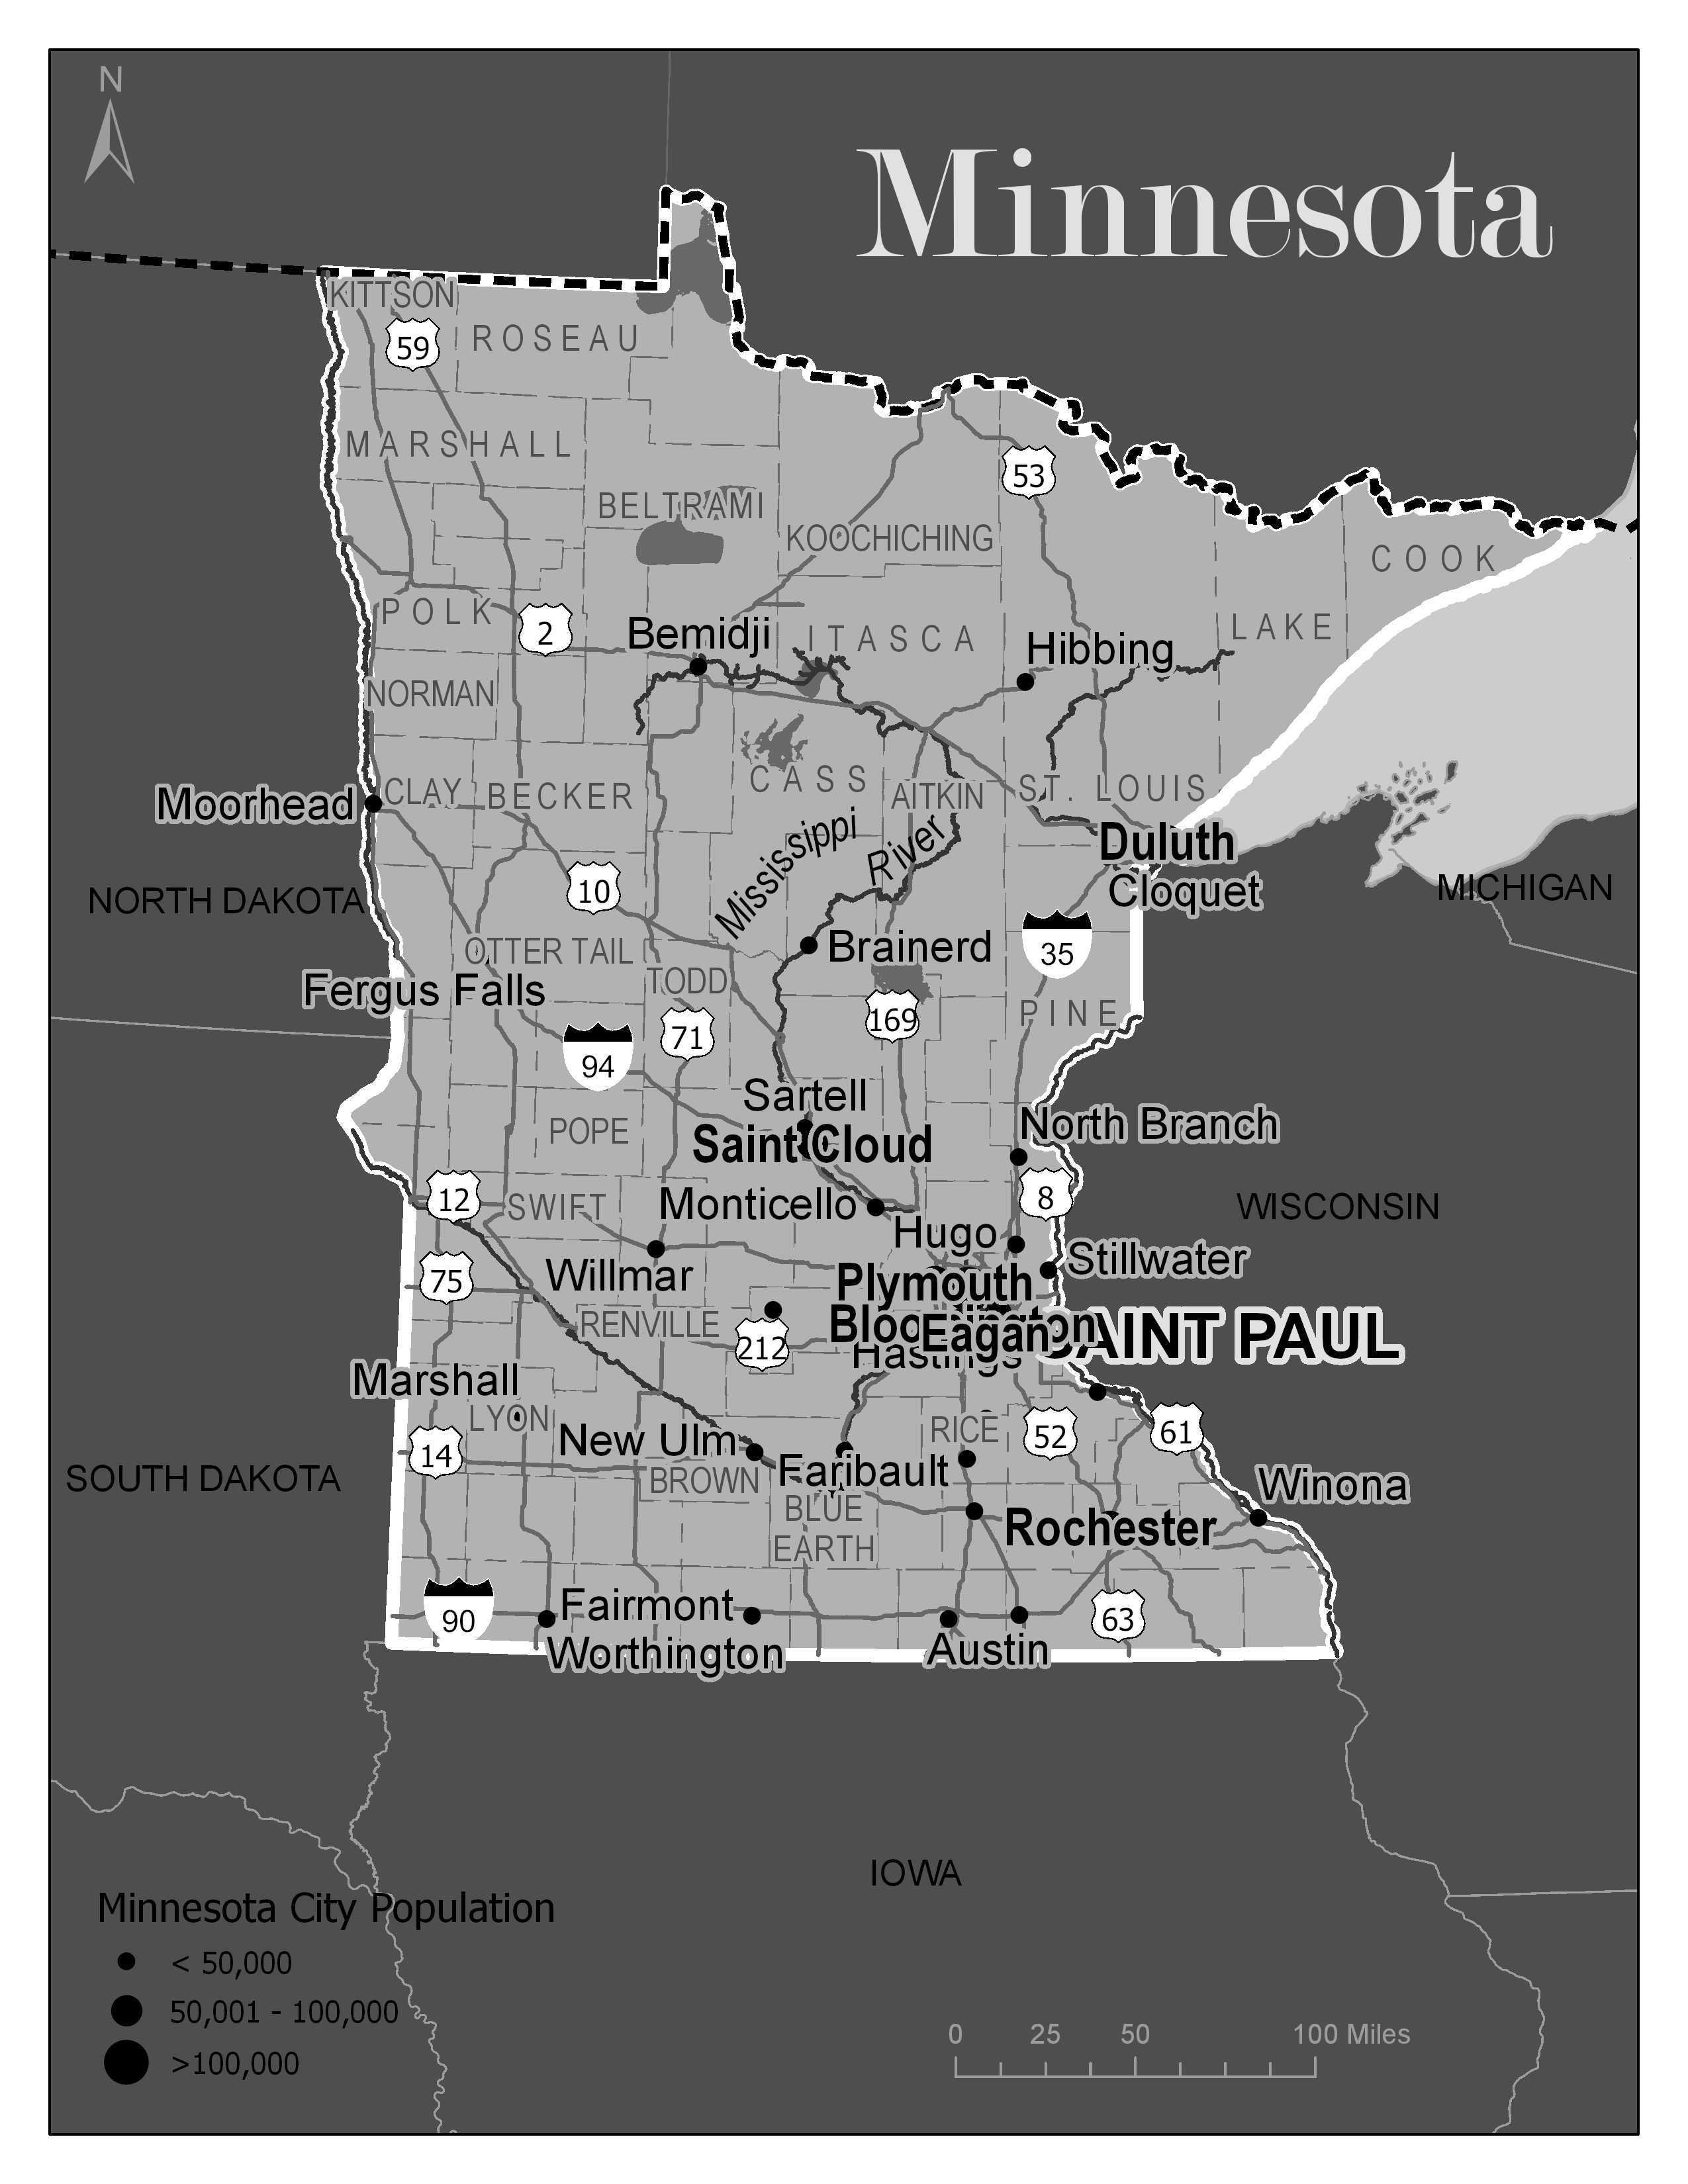 N
Minnesota
KITTSON
59
ROSEAU
MARSHALL
53
BELTRAMI
KOOCHICHING
COOK
POLK
2
Bemidji
ITASCA
LAKE
Hibbing
NORMAN
CASS
CLAY
BECKER
AITKIN
ST. LOUIS
Moorhead
Mississippi
River
Duluth
Cloquet
MICHIGAN
NORTH DAKOTA
10
Brainerd
35
OTTER TAIL
TODD
Fergus Falls
PINE
169
71
94
Sartell
North Branch
POPE
Saint Cloud
12
SWIFT
Monticello
8
WISCONSIN
Hugo
Stillwater
75
Willmar
Plymouth
RENVILLE
Bloomington
Eagan
SAINT PAUL
212
Hastings
Marshall
LYON
RICE
52
61
14
New Ulm
SOUTH DAKOTA
BROWN
Faribault
Winona
BLUE
EARTH
Rochester
90
Fairmont
63
Worthington
Austin
IOWA
Minnesota City Population
< 50,000
50,001 - 100,000
>100,000
0 25 50 100 Miles